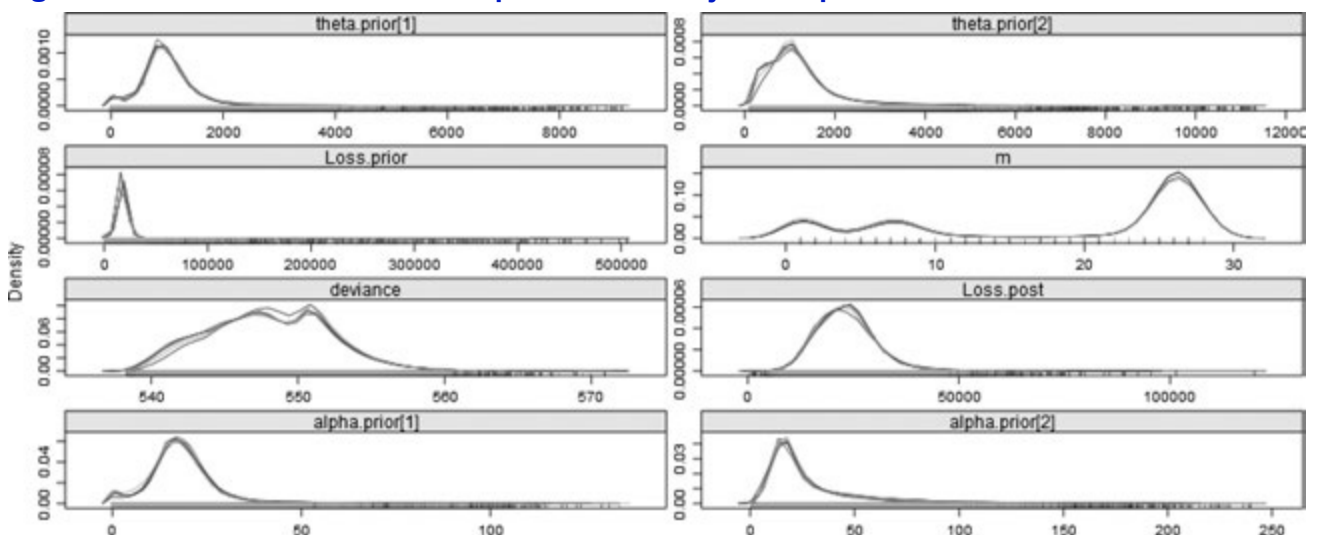 theta.prior[1]
theta.prior[2]
0.0000 0.0010
0.0000 0.0008
0 2000 4000 6000 8000
0 2000 4000 6000 8000 10000 12000
Loss.prior
m
0.00000 0.00008
0.00 0.10
0 100000 200000 300000 400000 500000
0 10 20 30
Density
deviance
Loss.post
0.00 0.06
0.00000 0.00006
540 550 560 570
0 50000 100000
alpha.prior[1]
alpha.prior[2]
0.00 0.04
0.00 0.03
0 50 100
0 50 100 150 200 250